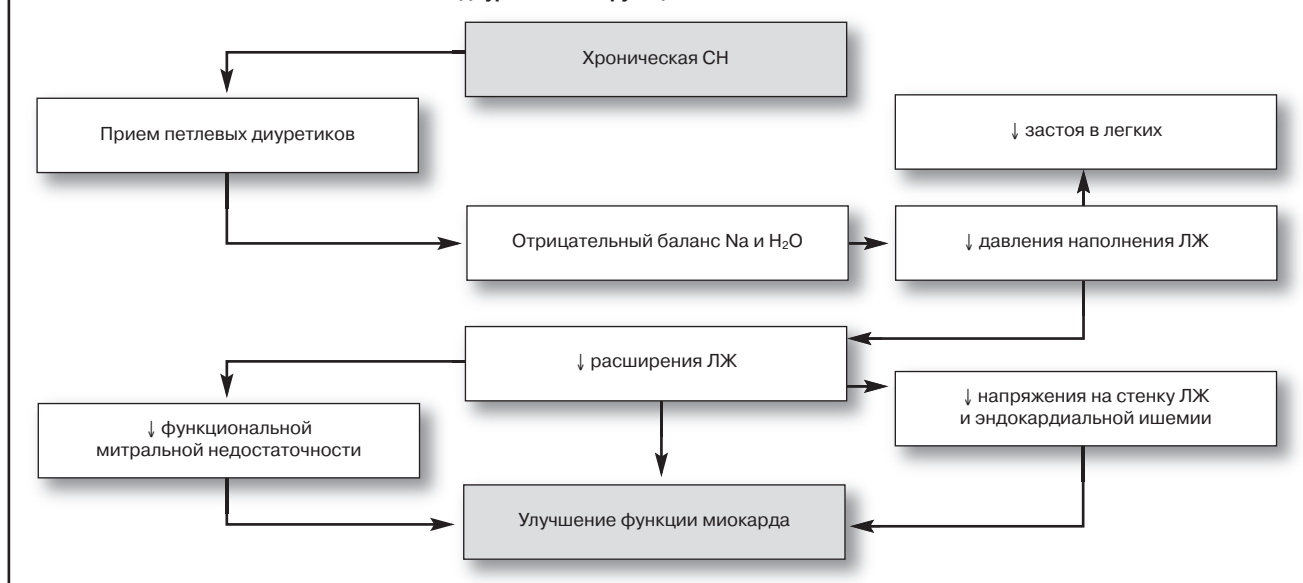 Хроническая СН
Прием петлевых диуретиков
↓ застоя в легких
Отрицательный баланс Na и H₂O
↓ давления наполнения ЛЖ
↓ расширения ЛЖ
↓ напряжения на стенку ЛЖ
и эндокардиальной ишемии
↓ функциональной
митральной недостаточности
Улучшение функции миокарда